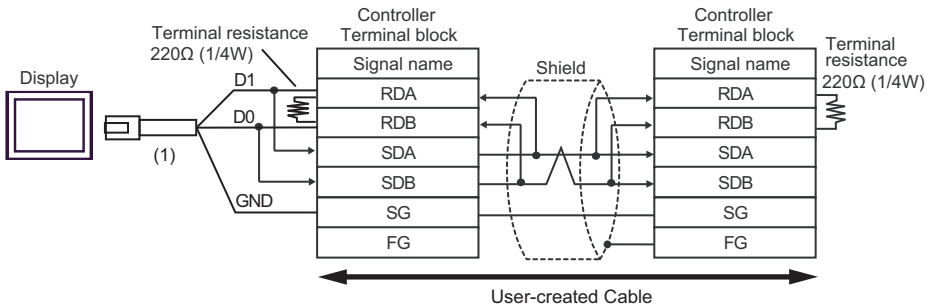 Display
(1)
D1
D0
GND
Terminal resistance
220Ω (1/4W)
Controller
Terminal block
Signal name
RDA
RDB
SDA
SDB
SG
FG
Shield
Controller
Terminal block
Signal name
RDA
RDB
SDA
SDB
SG
FG
Terminal
resistance
220Ω (1/4W)
User-created Cable